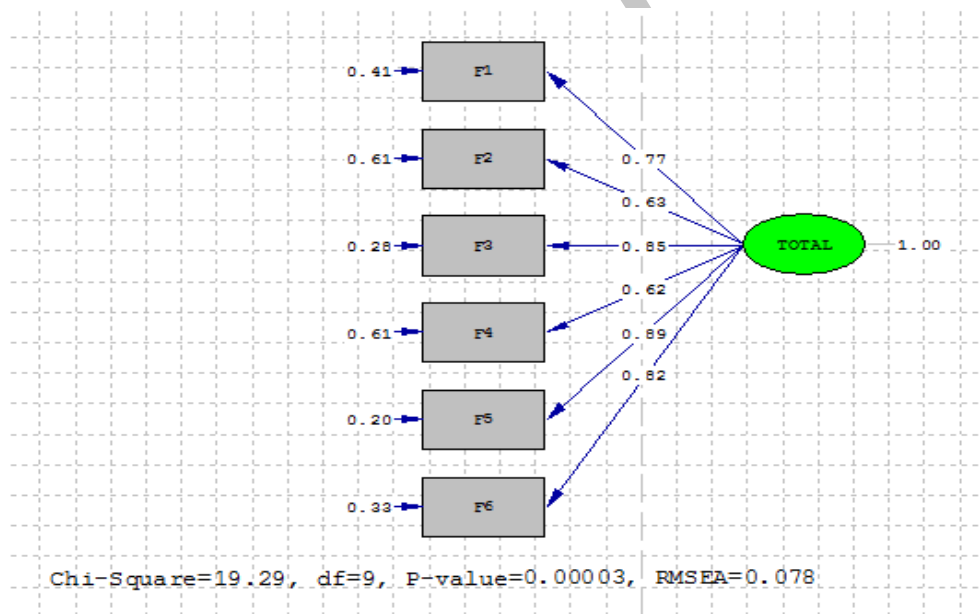 0.41 F1
0.77
0.61 F2
0.63
0.28 F3 0.85 TOTAL 1.00
0.62
0.61 F4 0.89
0.82
0.20 F5
0.33 F6
Chi-Square=19.29, df=9, P-value=0.00003, RMSEA=0.078